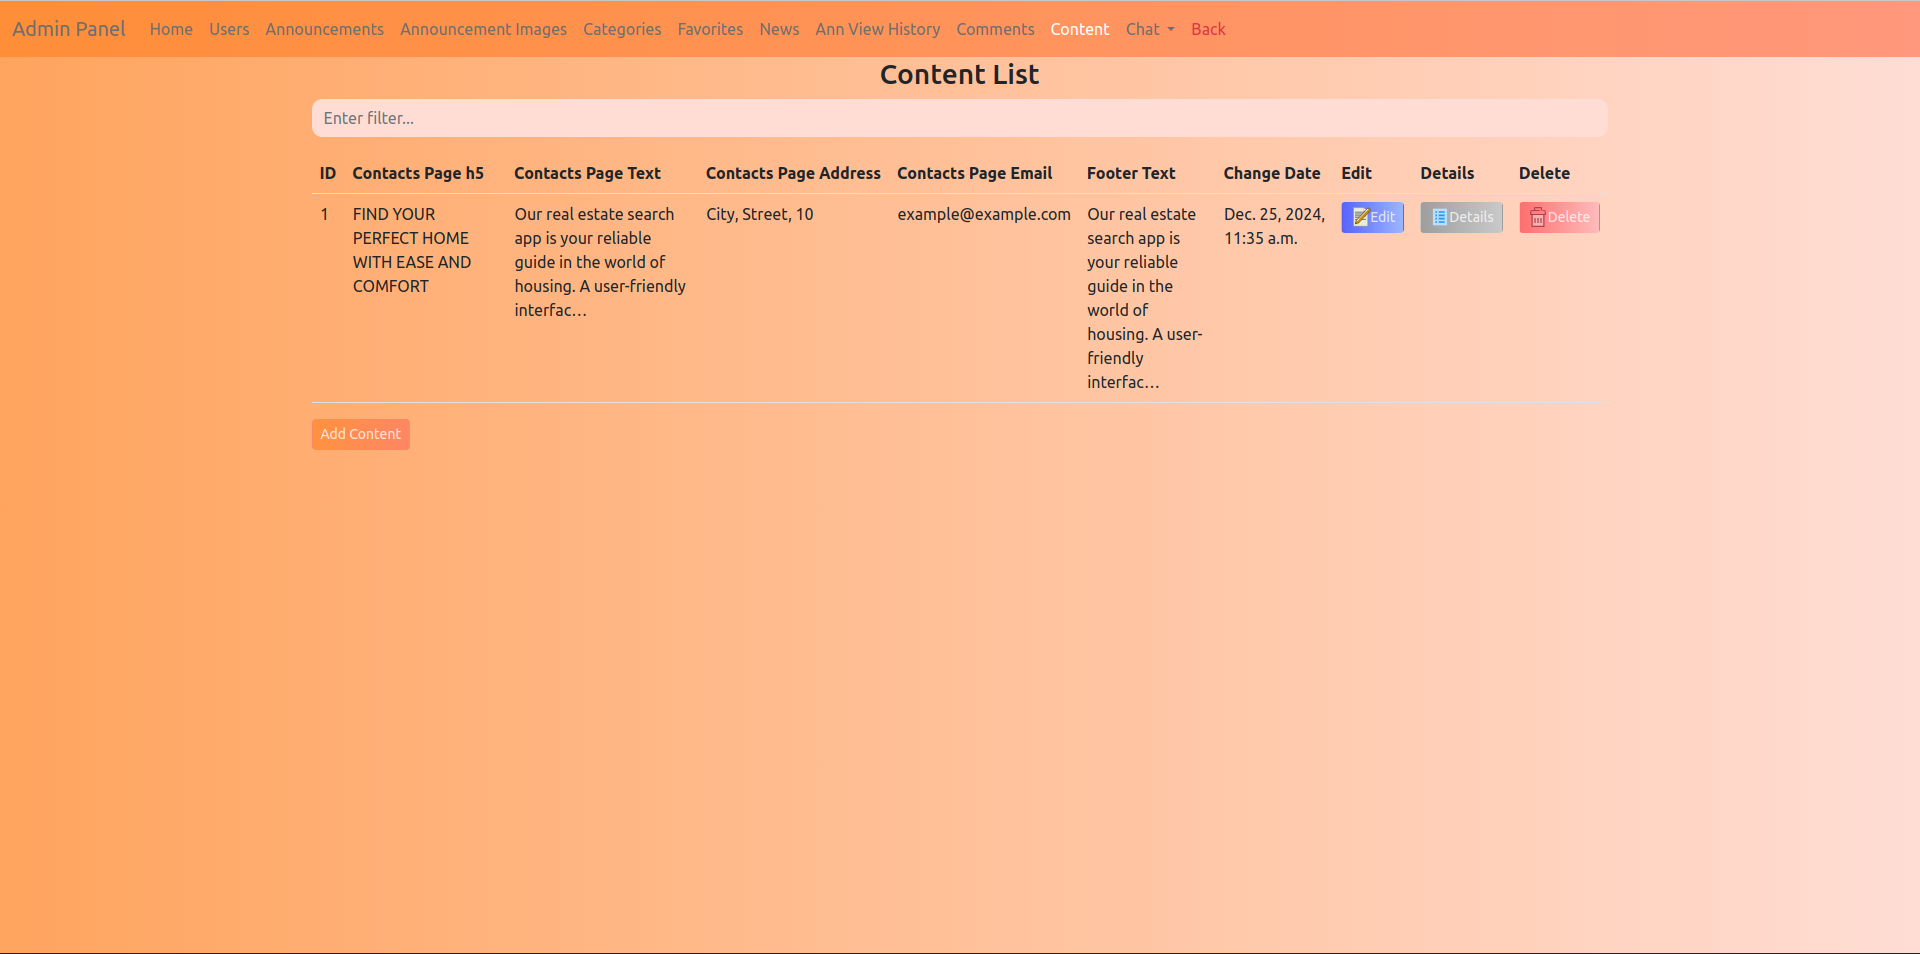 Admin Panel Home Users Announcements Announcement Images Categories Favorites News Ann View History Comments Content Chat Back
Content List
Enter filter...
ID Contacts Page h5 Contacts Page Text Contacts Page Address Contacts Page Email Footer Text Change Date Edit Details Delete
1
FIND YOUR
PERFECT HOME
WITH EASE AND
COMFORT
Our real estate search
app is your reliable
guide in the world of
housing. A user-friendly
interfac…
City, Street, 10
example@example.com
Our real estate
search app is
your reliable
guide in the
world of
housing. A user-
friendly
interfac…
Dec. 25, 2024,
11:35 a.m.
Edit
Details
Delete
Add Content